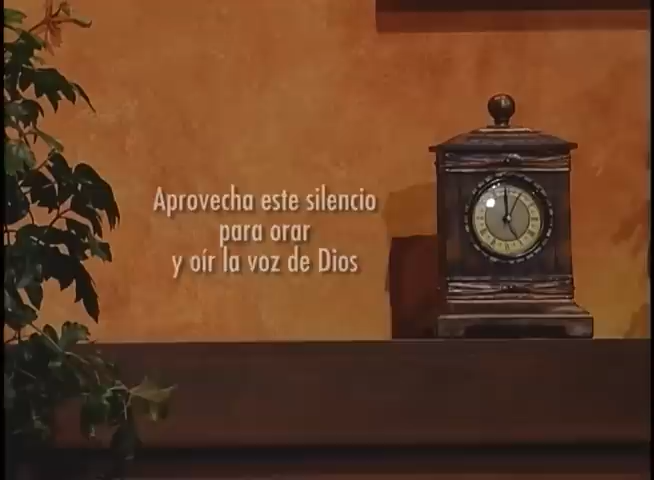 Aprovecha este silencio
para orar
y oír la voz de Dios